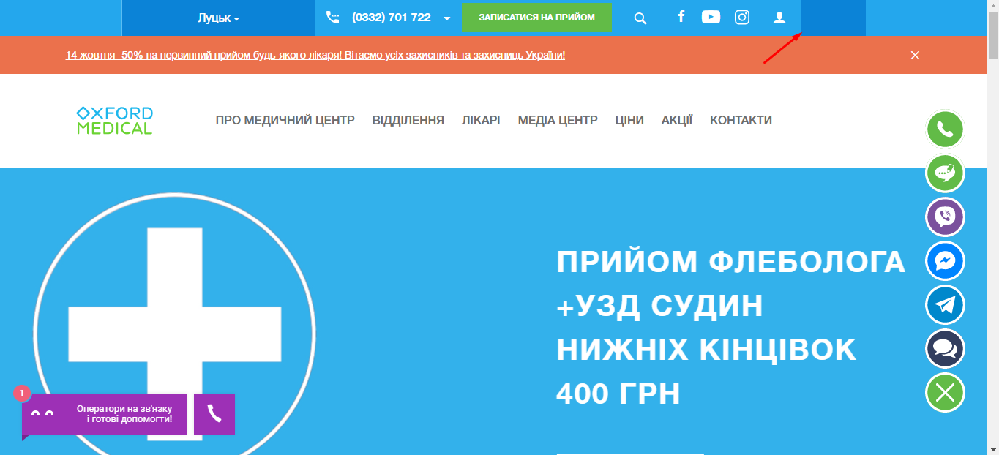 Луцьк
(0332) 701 722
ЗАПИСАТИСЯ НА ПРИЙОМ
14 жовтня -50% на первинний прийом будь-якого лікаря! Вітаємо усіх захисників та захисниць України!
OXFORD
MEDICAL
ПРО МЕДИЧНИЙ ЦЕНТР ВІДДІЛЕННЯ ЛІКАРІ МЕДІА ЦЕНТР ЦІНИ АКЦІЇ КОНТАКТИ
ПРИЙОМ ФЛЕБОЛОГА
+УЗД СУДИН
НИЖНІХ КІНЦІВОК
400 ГРН
1
Оператори на зв'язку
і готові допомогти!